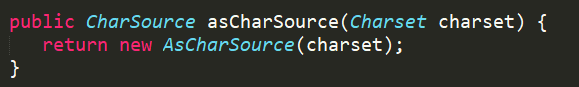 public CharSource asCharSource(Charset charset) {
   return new AsCharSource(charset);
}